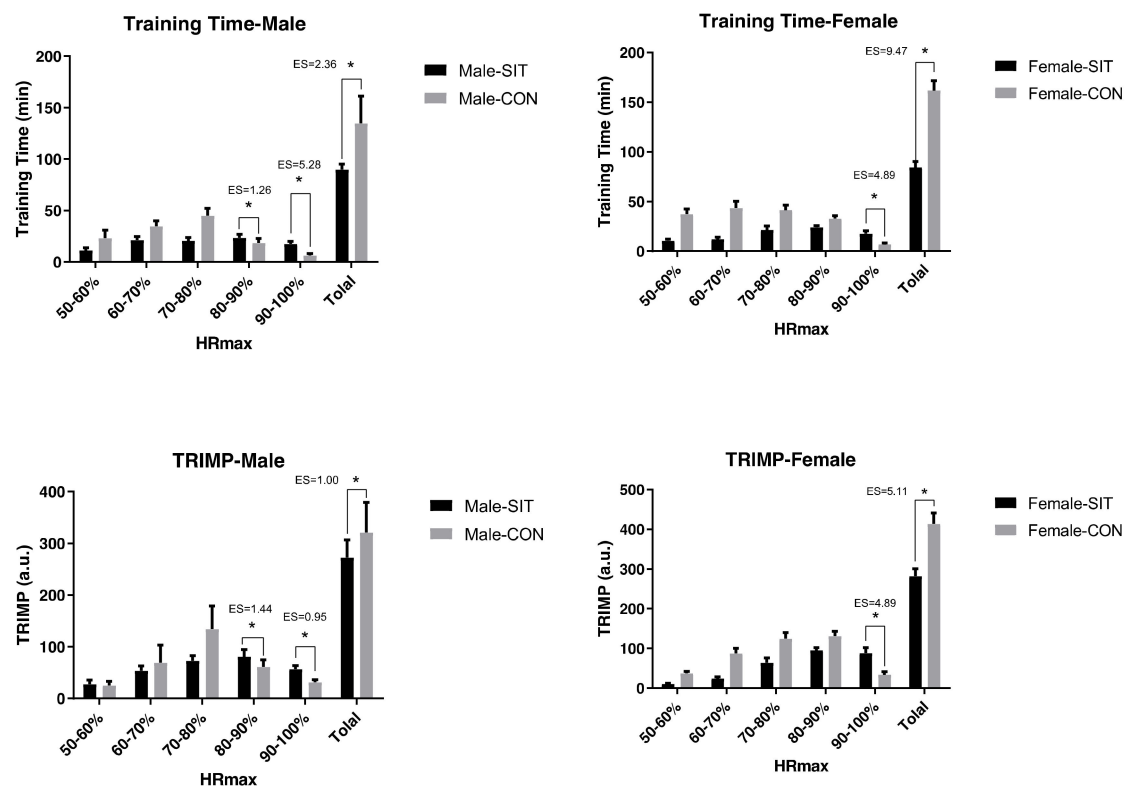 Training Time-Male
Training Time (min)
200
150
100
50
0
ES=2.36
*
ES=5.28
*
ES=1.26
*
Male-SIT
Male-CON
50-60%
60-70%
70-80%
80-90%
90-100%
Tolal
HRmax
Training Time-Female
Training Time (min)
200
150
100
50
0
ES=9.47
*
ES=4.89
*
Female-SIT
Female-CON
50-60%
60-70%
70-80%
80-90%
90-100%
Tolal
HRmax
TRIMP-Male
TRIMP (a.u.)
400
300
200
100
0
ES=1.00
*
ES=1.44
*
ES=0.95
*
Male-SIT
Male-CON
50-60%
60-70%
70-80%
80-90%
90-100%
Tolal
HRmax
TRIMP-Female
TRIMP (a.u.)
500
400
300
200
100
0
ES=5.11
*
ES=4.89
*
Female-SIT
Female-CON
50-60%
60-70%
70-80%
80-90%
90-100%
Tolal
HRmax